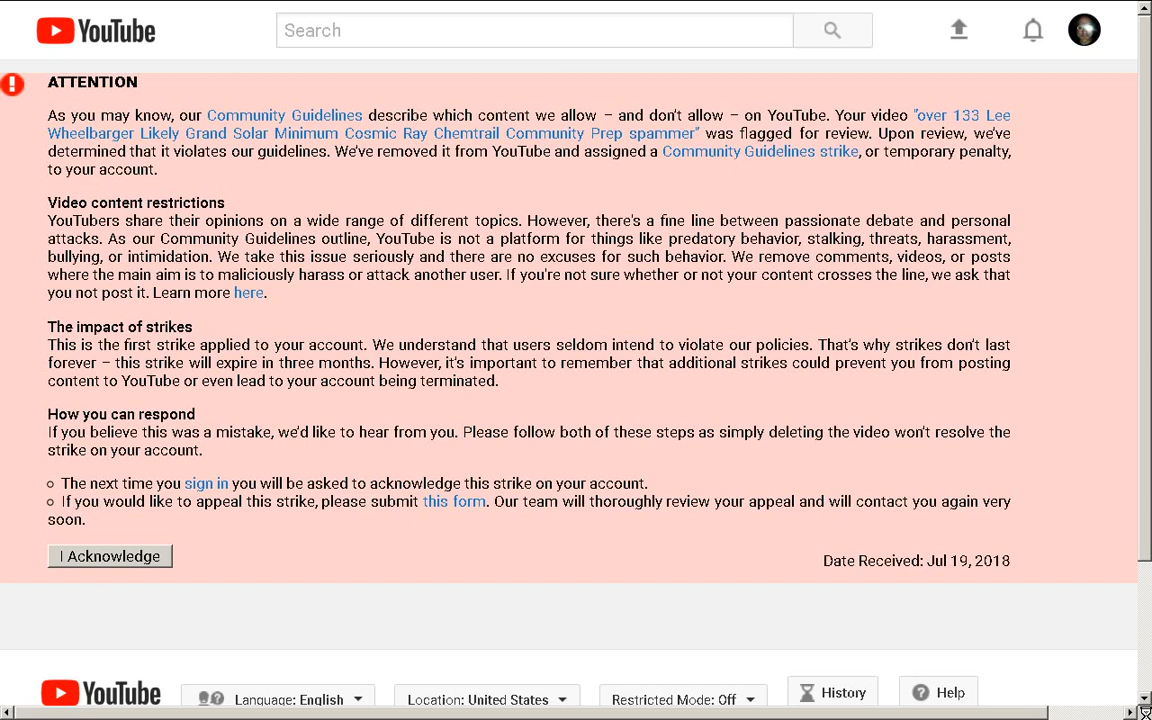 YouTube
Search
ATTENTION
As you may know, our Community Guidelines describe which content we allow – and don't allow – on YouTube. Your video "over 133 Lee
Wheelbarger Likely Grand Solar Minimum Cosmic Ray Chemtrail Community Prep spammer" was flagged for review. Upon review, we've
determined that it violates our guidelines. We've removed it from YouTube and assigned a Community Guidelines strike, or temporary penalty,
to your account.
Video content restrictions
YouTubers share their opinions on a wide range of different topics. However, there's a fine line between passionate debate and personal
attacks. As our Community Guidelines outline, YouTube is not a platform for things like predatory behavior, stalking, threats, harassment,
bullying, or intimidation. We take this issue seriously and there are no excuses for such behavior. We remove comments, videos, or posts
where the main aim is to maliciously harass or attack another user. If you're not sure whether or not your content crosses the line, we ask that
you not post it. Learn more here.
The impact of strikes
This is the first strike applied to your account. We understand that users seldom intend to violate our policies. That's why strikes don't last
forever – this strike will expire in three months. However, it's important to remember that additional strikes could prevent you from posting
content to YouTube or even lead to your account being terminated.
How you can respond
If you believe this was a mistake, we'd like to hear from you. Please follow both of these steps as simply deleting the video won't resolve the
strike on your account.
The next time you sign in you will be asked to acknowledge this strike on your account.
If you would like to appeal this strike, please submit this form. Our team will thoroughly review your appeal and will contact you again very
soon.
I Acknowledge
Date Received: Jul 19, 2018
YouTube
Language: English
Location: United States
Restricted Mode: Off
History
Help